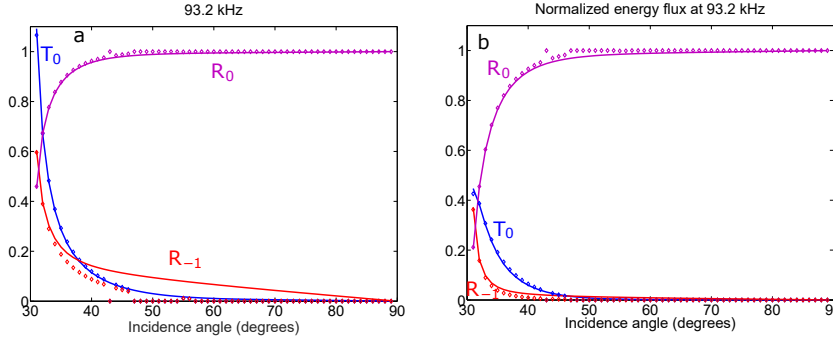 93.2 kHz
a
T0
R0
R−1
1
0.8
0.6
0.4
0.2
0
30 40 50 60 70 80 90
Incidence angle (degrees)
Normalized energy flux at 93.2 kHz
b
R0
T0
R−1
1
0.8
0.6
0.4
0.2
0
30 40 50 60 70 80 90
Incidence angle (degrees)